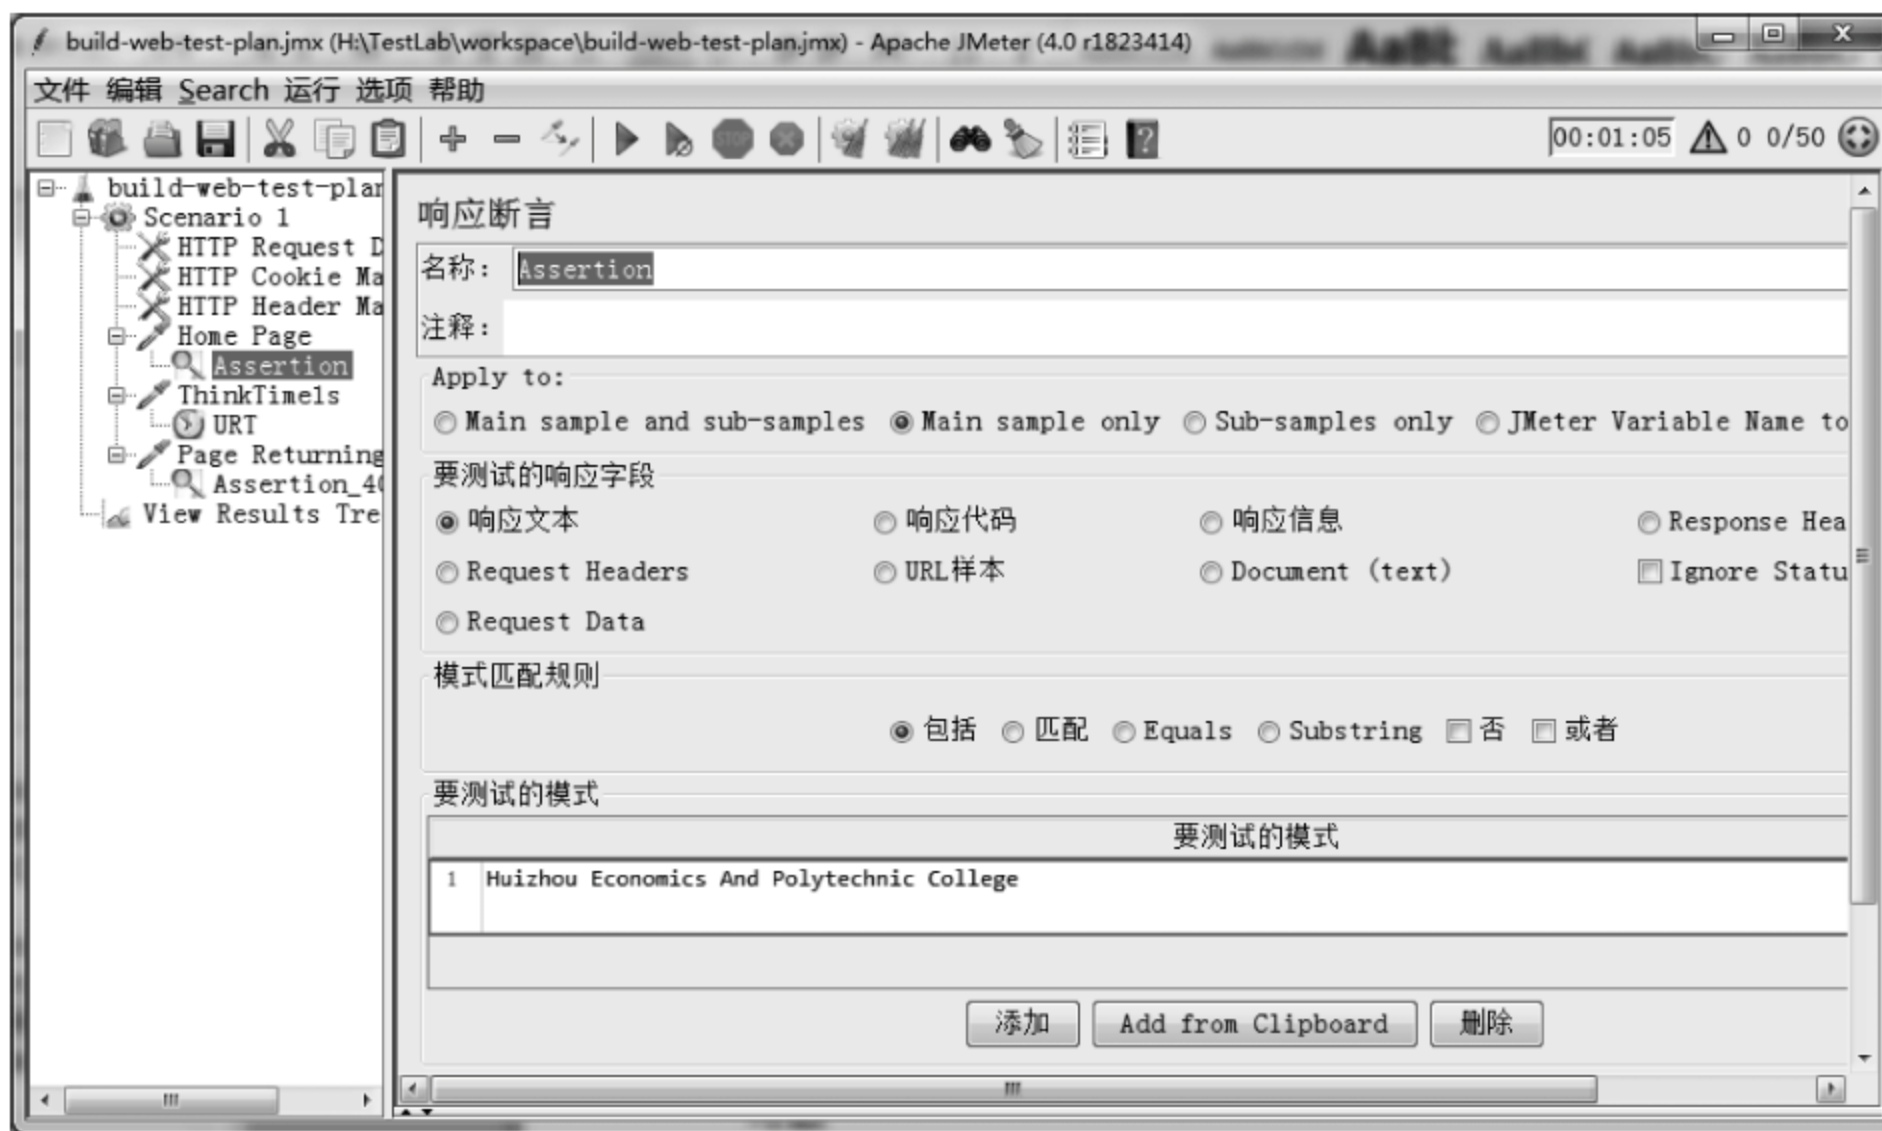 build-web-test-plan.jmx (H:\TestLab\workspace\build-web-test-plan.jmx) - Apache JMeter (4.0 r1823414)
文件 编辑 Search 运行 选项 帮助
00:01:05 0 0/50
build-web-test-plan
Scenario 1
HTTP Request D
HTTP Cookie Ma
HTTP Header Ma
Home Page
Assertion
ThinkTime1s
URT
Page Returning
Assertion_40
View Results Tre
响应断言
名称: Assertion
注释:
Apply to:
Main sample and sub-samples Main sample only Sub-samples only JMeter Variable Name to
要测试的响应字段
响应文本 响应代码 响应信息 Response Hea
Request Headers URL样本 Document (text) Ignore Statu
Request Data
模式匹配规则
包括 匹配 Equals Substring 否 或者
要测试的模式
要测试的模式
1 Huizhou Economics And Polytechnic College
添加 Add from Clipboard 删除